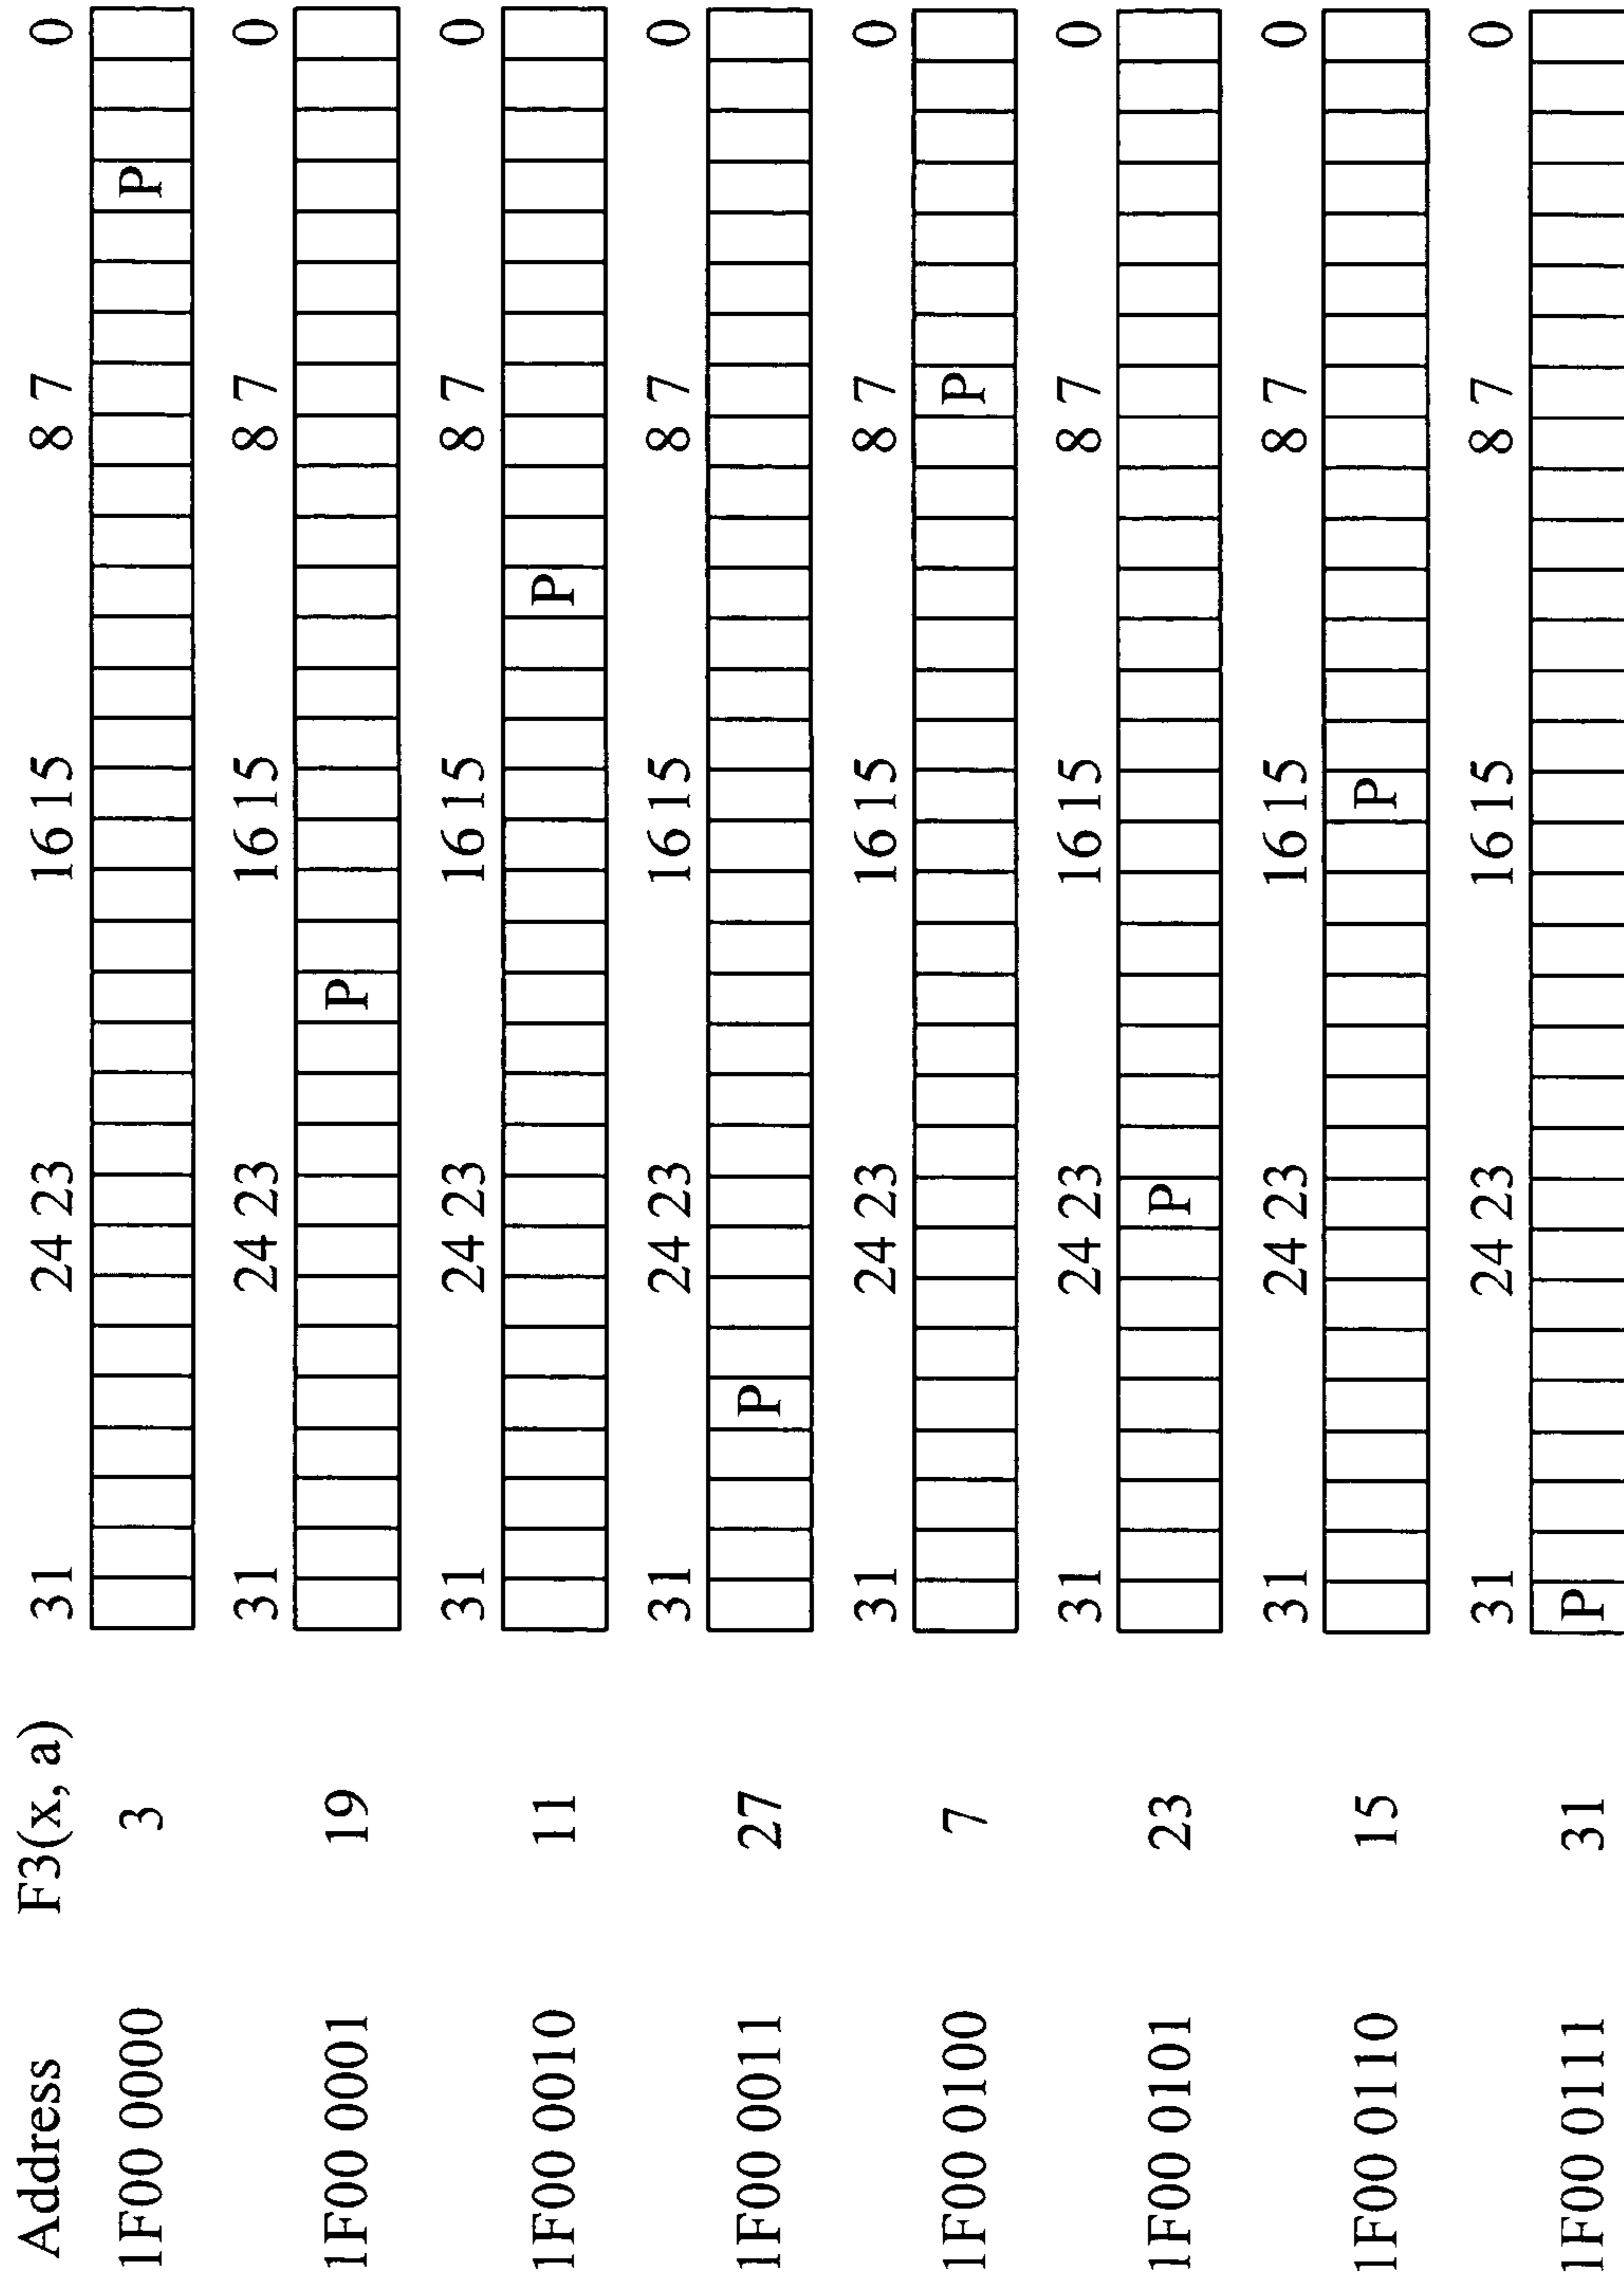 Address F3(x, a) 31 24 23 16 15 8 7 0
1F00 0000 3 P
31 24 23 16 15 8 7 0
1F00 0001 19 P
31 24 23 16 15 8 7 0
1F00 0010 11 P
31 24 23 16 15 8 7 0
1F00 0011 27 P
31 24 23 16 15 8 7 0
1F00 0100 7 P
31 24 23 16 15 8 7 0
1F00 0101 23 P
31 24 23 16 15 8 7 0
1F00 0110 15 P
31 24 23 16 15 8 7 0
1F00 0111 31 P